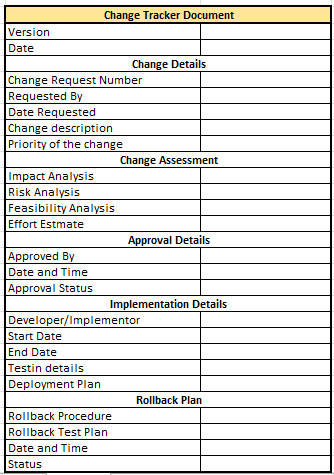 Change Tracker Document
Version
Date
Change Details
Change Request Number
Requested By
Date Requested
Change description
Priority of the change
Change Assessment
Impact Analysis
Risk Analysis
Feasibility Analysis
Effort Estmate
Approval Details
Approved By
Date and Time
Approval Status
Implementation Details
Developer/Implementor
Start Date
End Date
Testin details
Deployment Plan
Rollback Plan
Rollback Procedure
Rollback Test Plan
Date and Time
Status